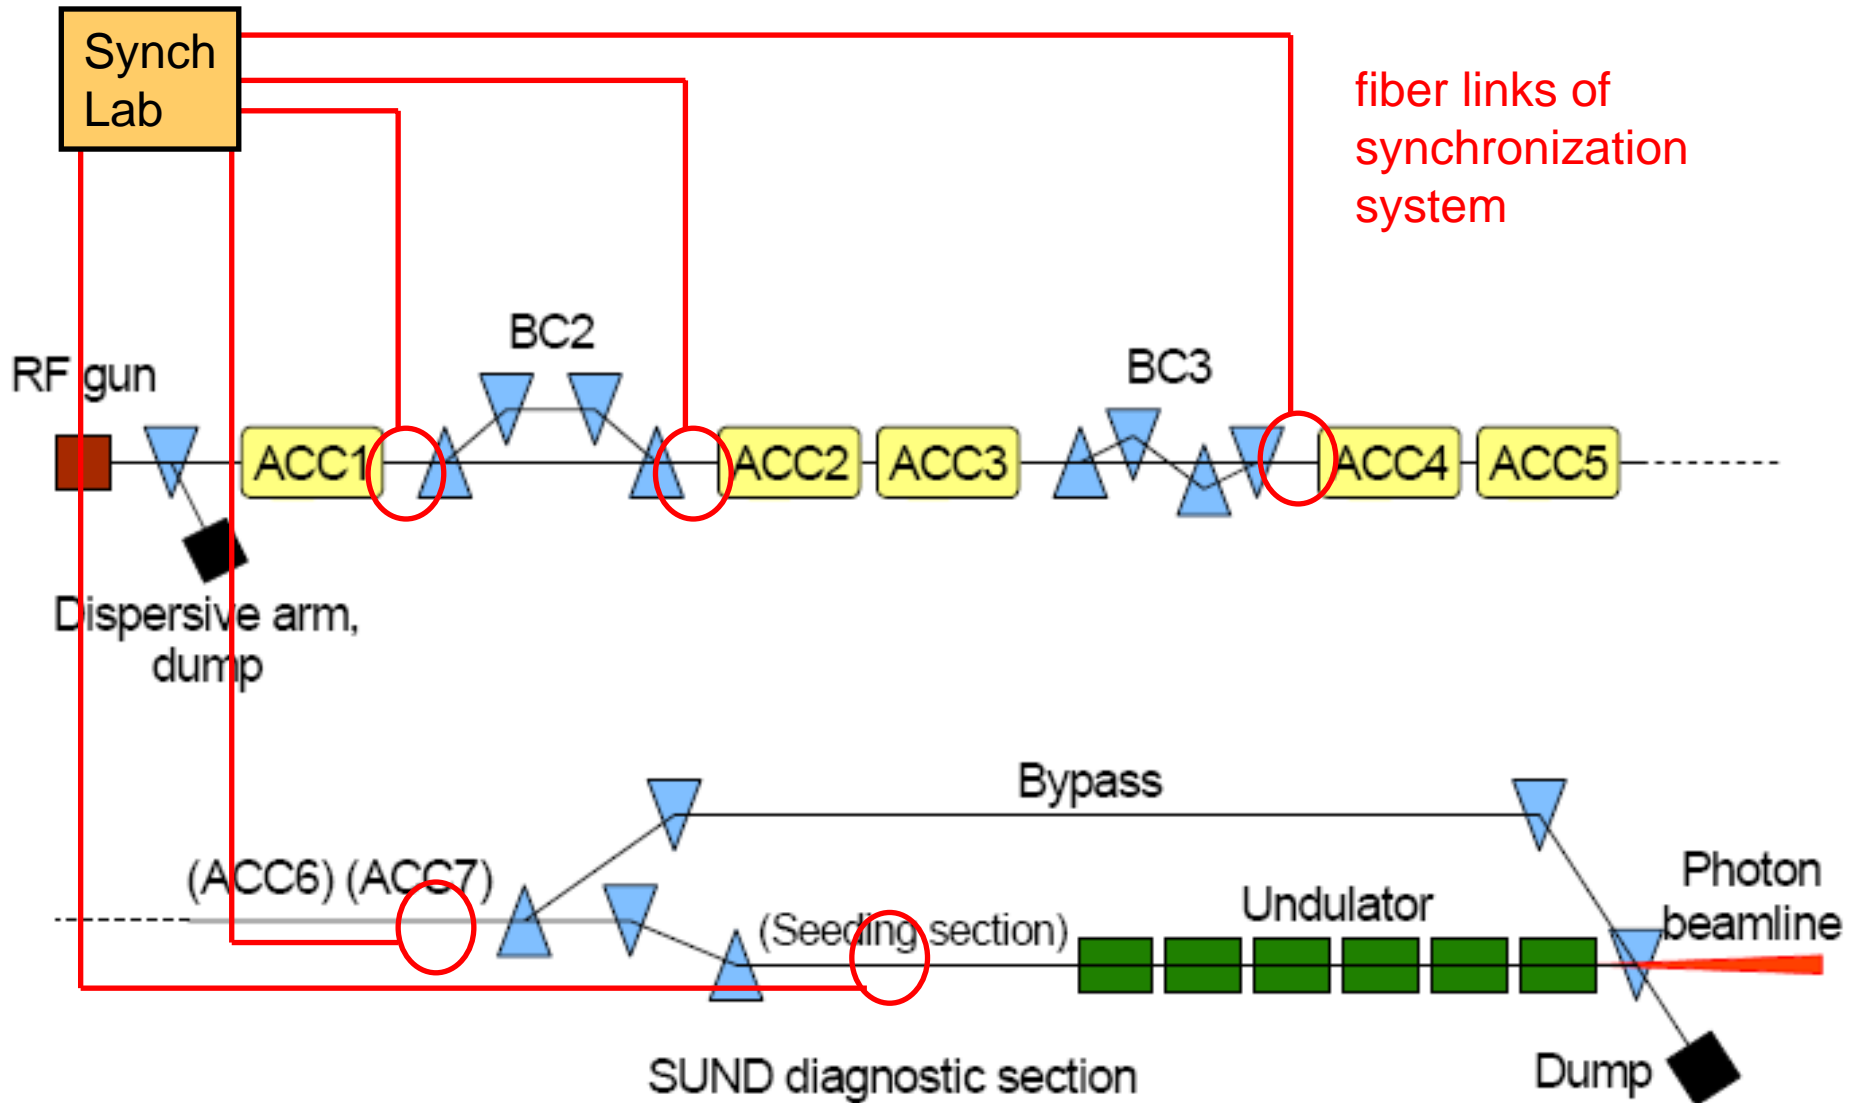 Synch
Lab
fiber links of
synchronization
system
BC2
BC3
RF gun
ACC1
ACC2
ACC3
ACC4
ACC5
Dispersive arm,
dump
Bypass
(ACC6) (ACC7)
(Seeding section)
Undulator
Photon
beamline
SUND diagnostic section
Dump